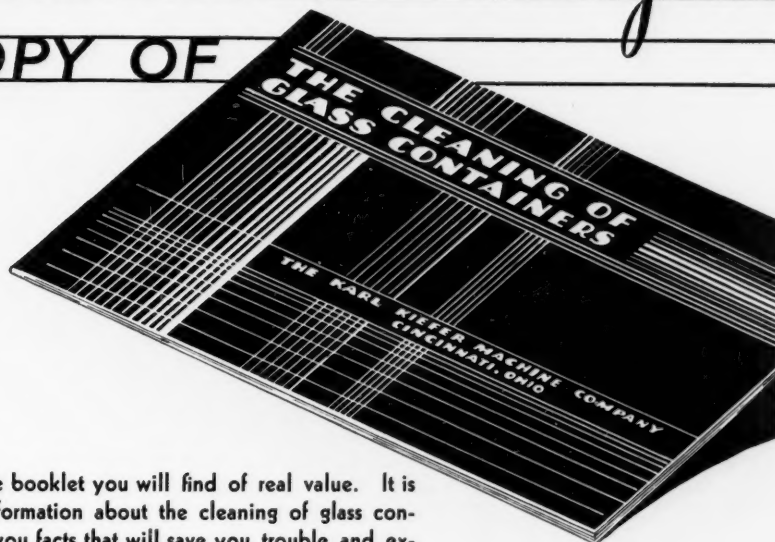 OPY OF
THE CLEANING OF
GLASS CONTAINERS
THE KARL KIEFER MACHINE COMPANY
CINCINNATI, OHIO
e booklet you will find of real value. It is
formation about the cleaning of glass con-
you facts that will save you trouble and ex-